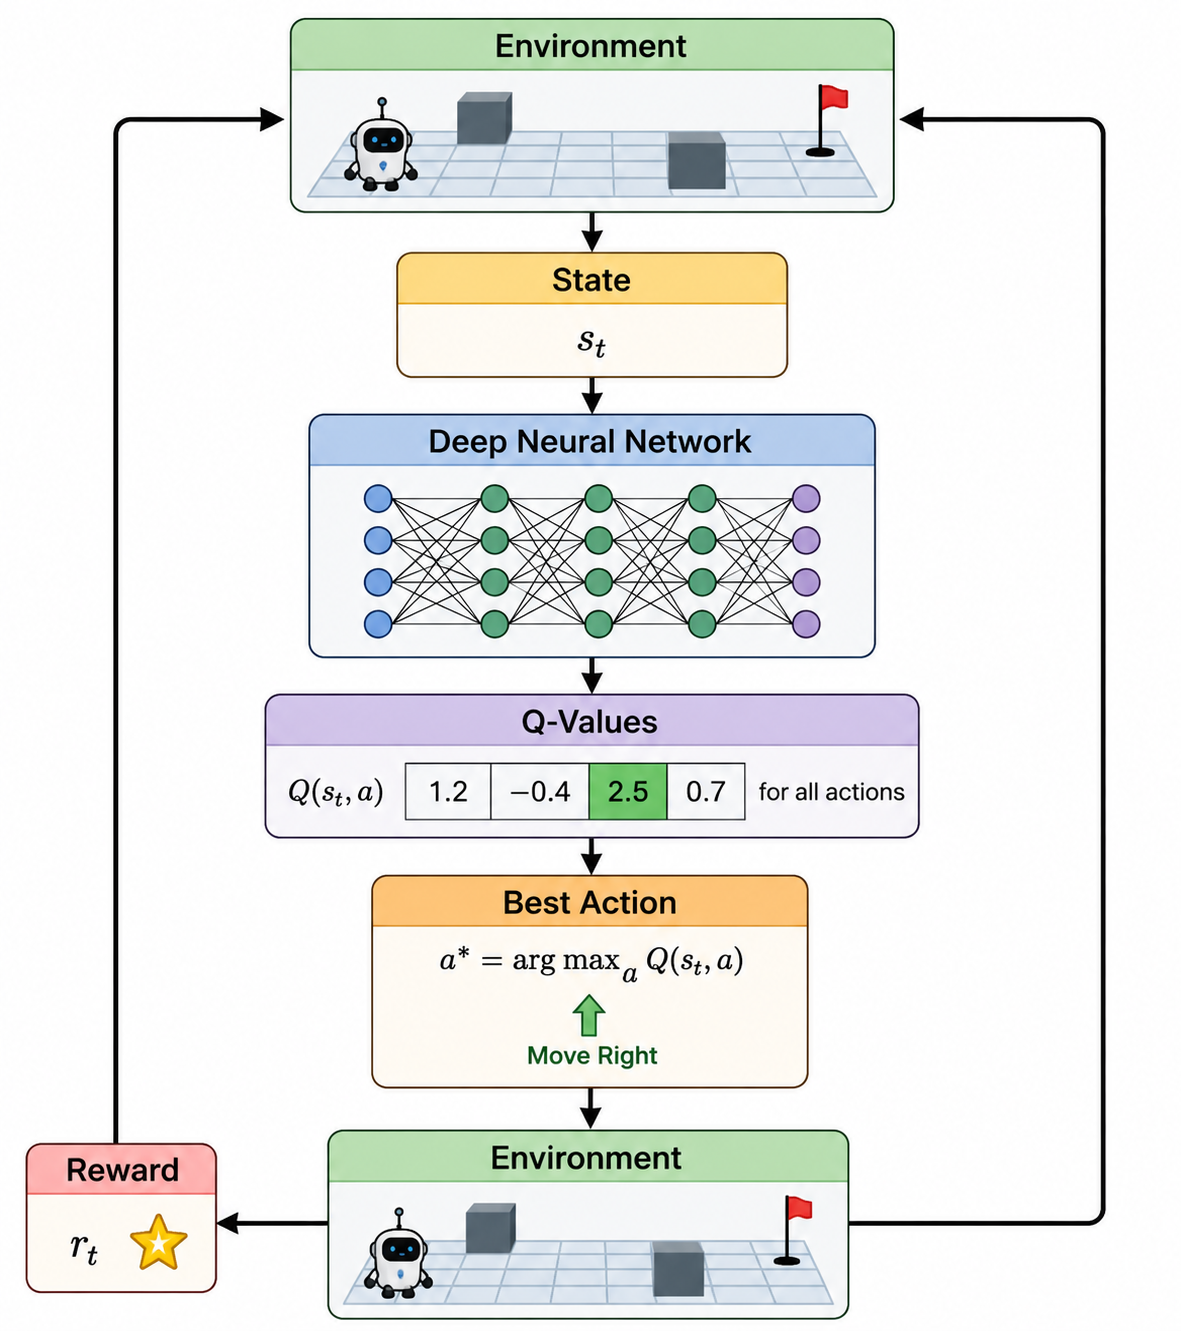 Environment
State
s_t
Deep Neural Network
Q-Values
Q(s_t, a) 1.2 −0.4 2.5 0.7 for all actions
Best Action
a* = arg max_a Q(s_t, a)
Move Right
Environment
Reward
r_t